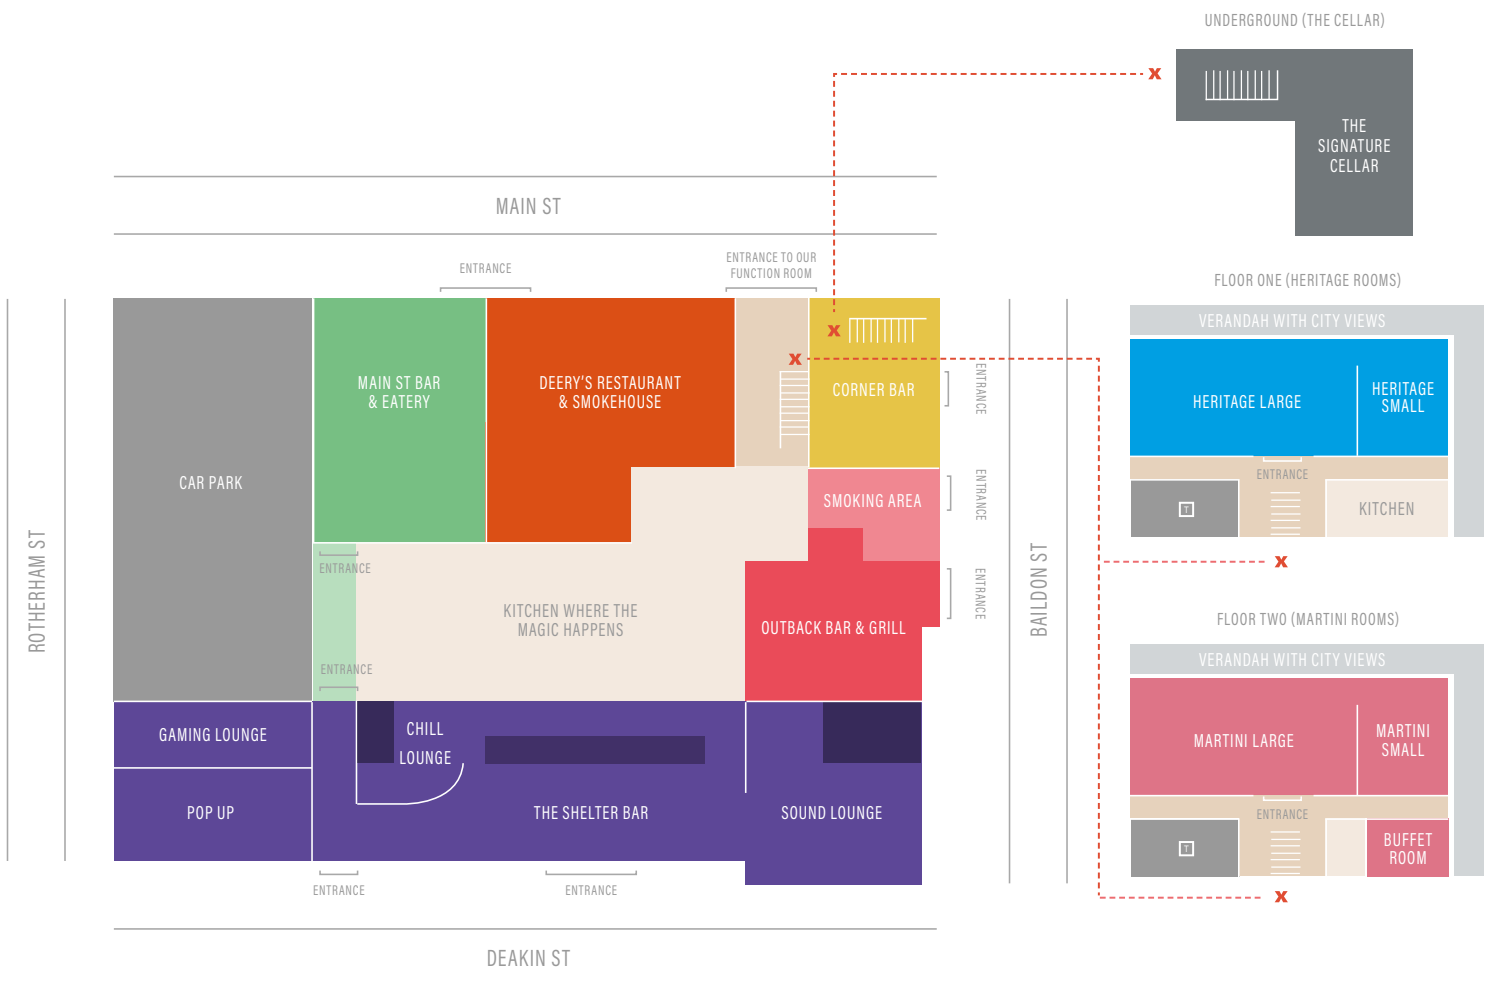 UNDERGROUND (THE CELLAR)
THE
SIGNATURE
CELLAR
MAIN ST
ENTRANCE
ENTRANCE TO OUR
FUNCTION ROOM
FLOOR ONE (HERITAGE ROOMS)
VERANDAH WITH CITY VIEWS
HERITAGE LARGE
HERITAGE
SMALL
ENTRANCE
T
KITCHEN
MAIN ST BAR
& EATERY
DEERY'S RESTAURANT
& SMOKEHOUSE
CORNER BAR
ENTRANCE
CAR PARK
SMOKING AREA
ENTRANCE
ENTRANCE
KITCHEN WHERE THE
MAGIC HAPPENS
OUTBACK BAR & GRILL
ENTRANCE
ENTRANCE
ROTHERHAM ST
BAILDON ST
FLOOR TWO (MARTINI ROOMS)
VERANDAH WITH CITY VIEWS
MARTINI LARGE
MARTINI
SMALL
ENTRANCE
T
BUFFET
ROOM
GAMING LOUNGE
CHILL
LOUNGE
POP UP
THE SHELTER BAR
SOUND LOUNGE
ENTRANCE
ENTRANCE
DEAKIN ST